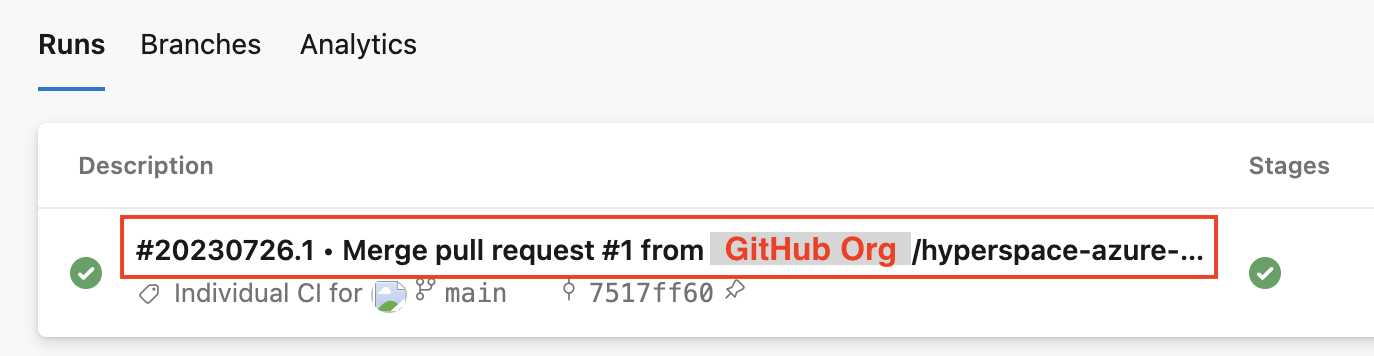 Runs Branches Analytics
Description Stages
#20230726.1 • Merge pull request #1 from GitHub Org /hyperspace-azure-...
Individual CI for main 7517ff60